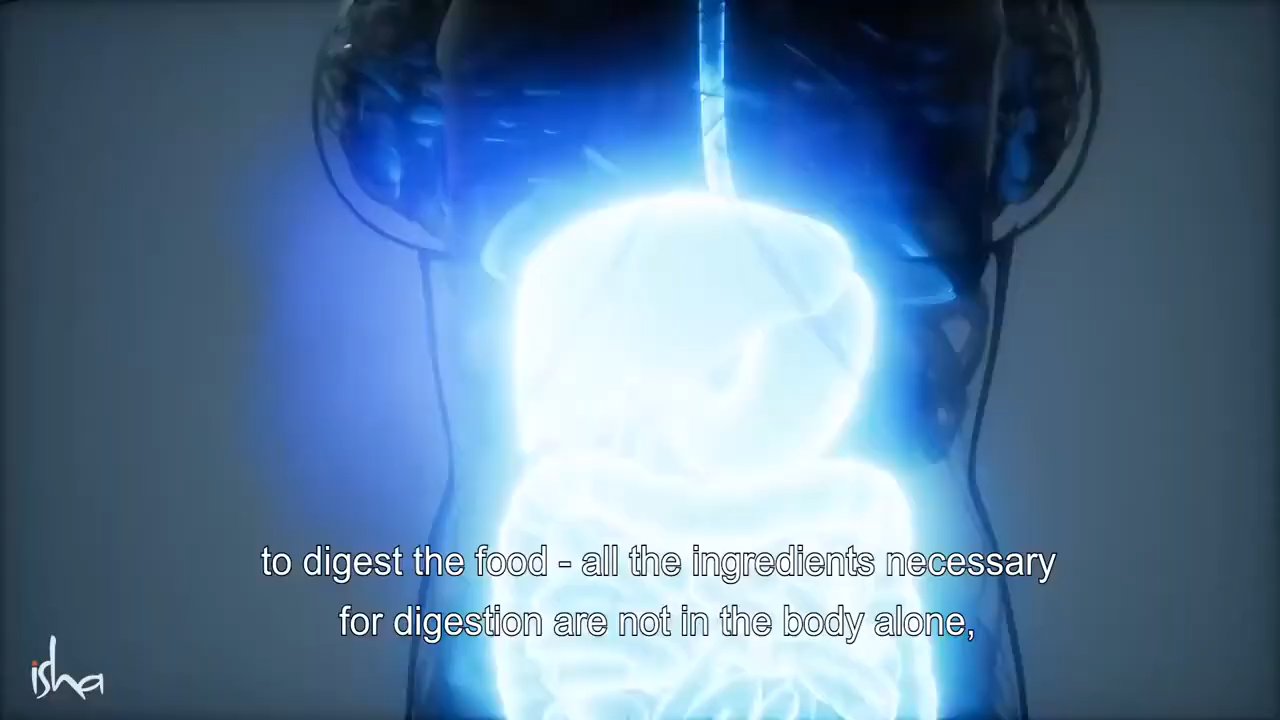 to digest the food - all the ingredients necessary
for digestion are not in the body alone,
isha